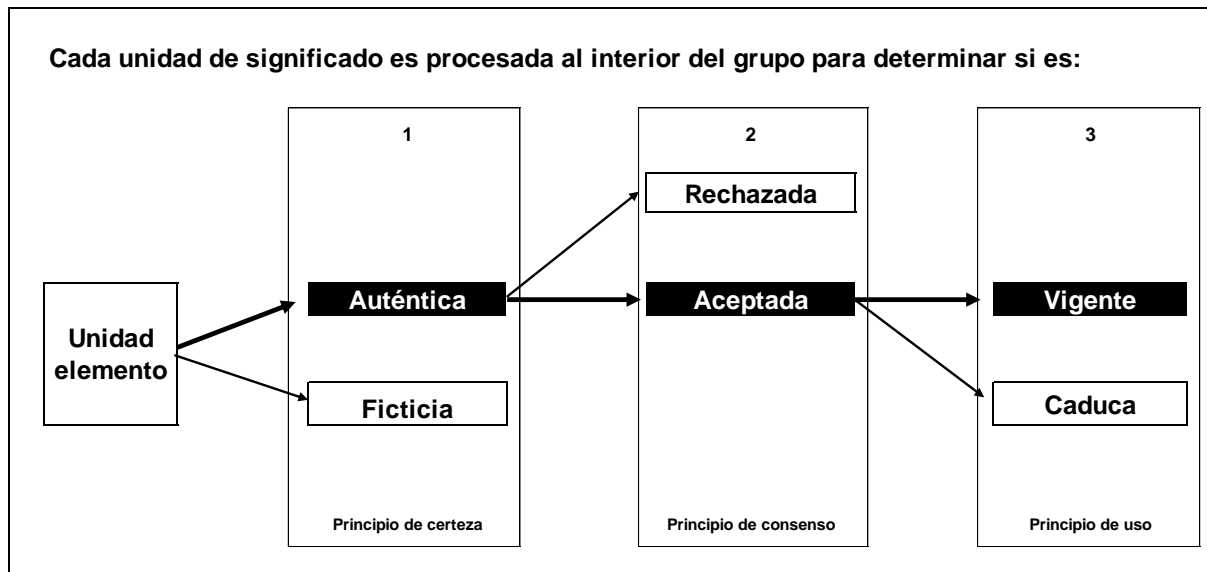 Cada unidad de significado es procesada al interior del grupo para determinar si es:
1
2
3
Rechazada
Auténtica
Aceptada
Vigente
Unidad
elemento
Ficticia
Caduca
Principio de certeza
Principio de consenso
Principio de uso